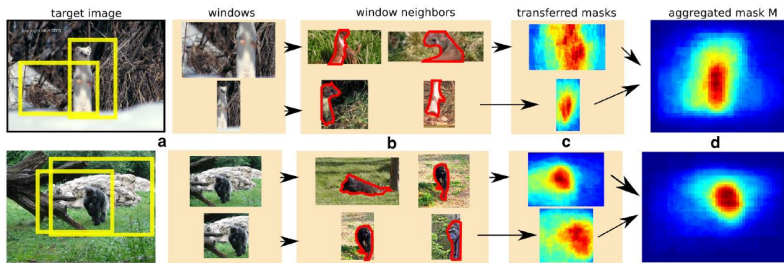 target image
windows
window neighbors
transferred masks
aggregated mask M
a
b
c
d